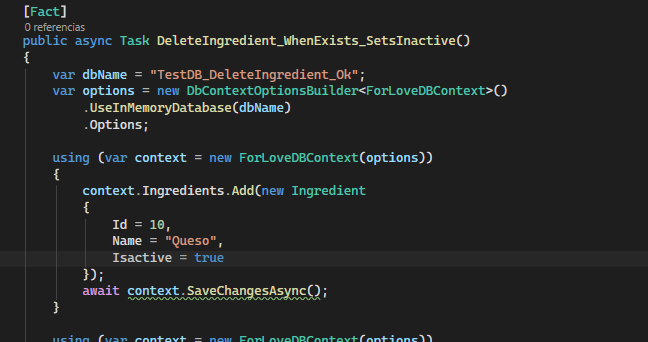 [Fact]
0 referencias
public async Task DeleteIngredient_WhenExists_SetsInactive()
{
var dbName = "TestDB_DeleteIngredient_Ok";
var options = new DbContextOptionsBuilder<ForLoveDBContext>()
.UseInMemoryDatabase(dbName)
.Options;
using (var context = new ForLoveDBContext(options))
{
context.Ingredients.Add(new Ingredient
{
Id = 10,
Name = "Queso",
Isactive = true
});
await context.SaveChangesAsync();
}
using (var context = new ForLoveDBContext(options))